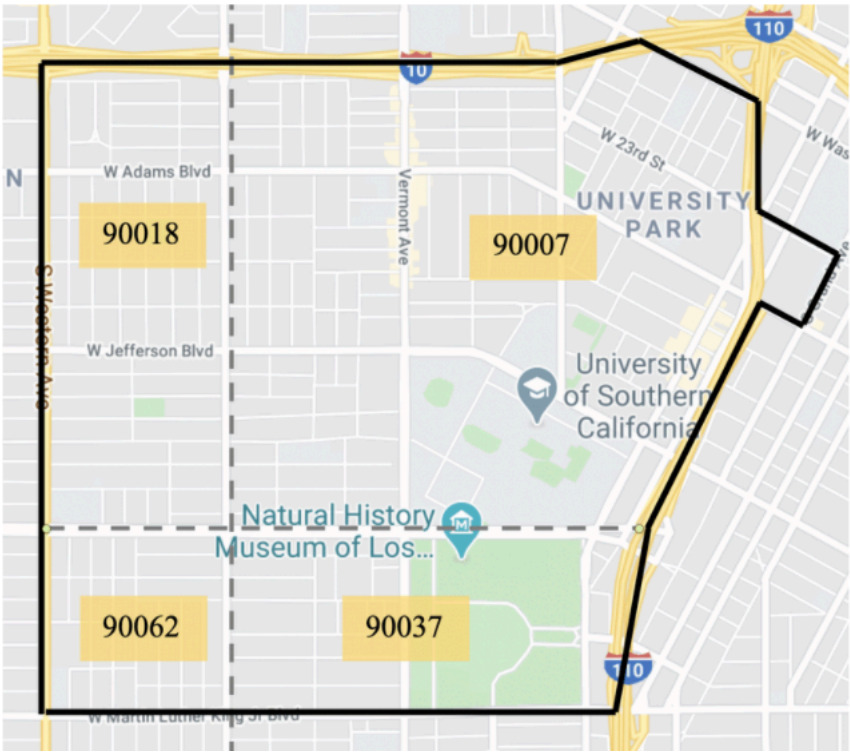 110
10
W 23rd St
W Was
W Adams Blvd
N
Vermont Ave
UNIVERSITY
PARK
90018
90007
S Western Ave
W Jefferson Blvd
University
of Southern
California
Natural History
Museum of Los...
90062
90037
110
W Martin Luther King Jr Blvd